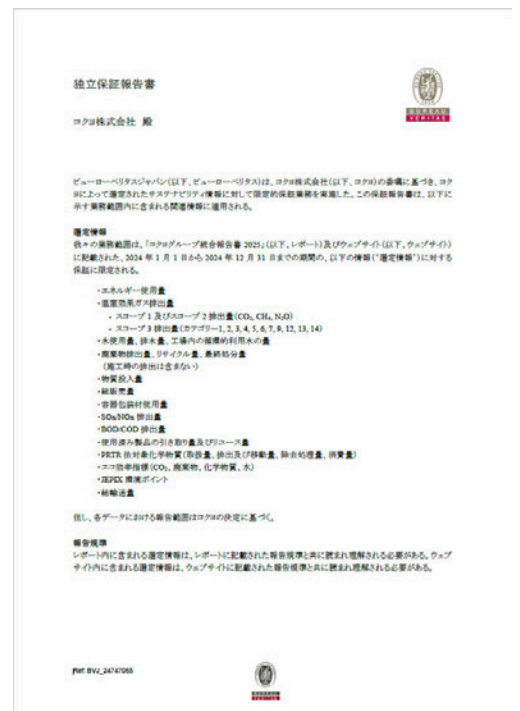 独立保証報告書
コクヨ株式会社 殿
BUREAU
VERITAS
ビューローベリタスジャパン(以下、ビューローベリタス)は、コクヨ株式会社(以下、コクヨ)の委嘱に基づき、コク
ヨによって選定されたサステナビリティ情報に対して限定的保証業務を実施した。この保証報告書は、以下に
示す業務範囲内に含まれる関連情報に適用される。
選定情報
我々の業務範囲は、「コクヨグループ統合報告書 2025」(以下、レポート)及びウェブサイト(以下、ウェブサイト)
に記載された、2024 年 1 月 1 日から 2024 年 12 月 31 日までの期間の、以下の情報("選定情報")に対する
保証に限定される。
・エネルギー使用量
・温室効果ガス排出量
- スコープ 1 及びスコープ 2 排出量(CO₂, CH₄, N₂O)
- スコープ 3 排出量(カテゴリー1, 2, 3, 4, 5, 6, 7, 9, 12, 13, 14)
・水使用量、排水量、工場内の循環的利用水の量
・廃棄物排出量、リサイクル量、最終処分量
(施工時の排出は含まない)
・物質投入量
・総販売量
・容器包装材使用量
・SOx/NOx 排出量
・BOD/COD 排出量
・使用済み製品の引き取り量及びリユース量
・PRTR 法対象化学物質(取扱量、排出及び移動量、除去処理量、消費量)
・エコ効率指標(CO₂、廃棄物、化学物質、水)
・JEPIX 環境ポイント
・総輸送量
但し、各データにおける報告範囲はコクヨの決定に基づく。
報告規準
レポート内に含まれる選定情報は、レポートに記載された報告規準と共に読まれ理解される必要がある。ウェブ
サイト内に含まれる選定情報は、ウェブサイトに記載された報告規準と共に読まれ理解される必要がある。
Ref: BVJ_24747065